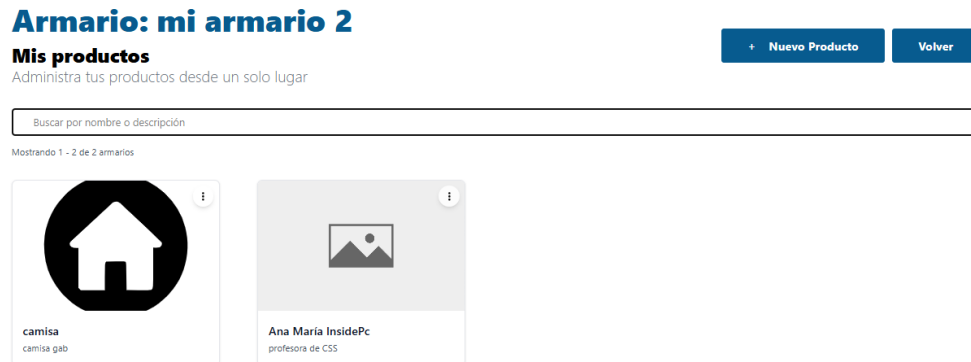 Armario: mi armario 2
Mis productos
Administra tus productos desde un solo lugar
+ Nuevo Producto
Volver
Buscar por nombre o descripción
Mostrando 1 - 2 de 2 armarios
camisa
camisa gab
Ana María InsidePc
profesora de CSS